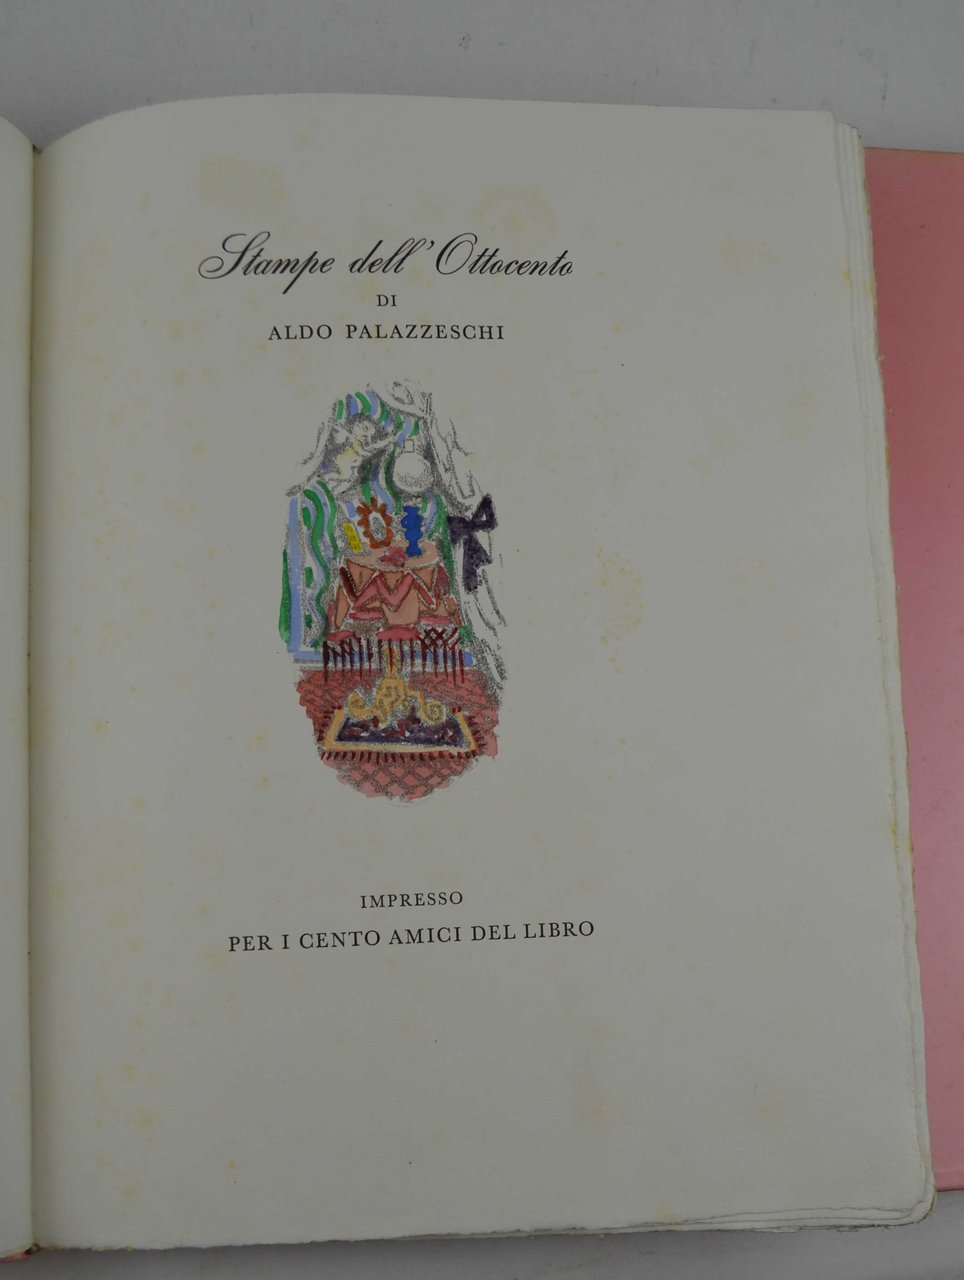 Stampe dell'Ottocento
DI
ALDO PALAZZESCHI
IMPRESSO
PER I CENTO AMICI DEL LIBRO